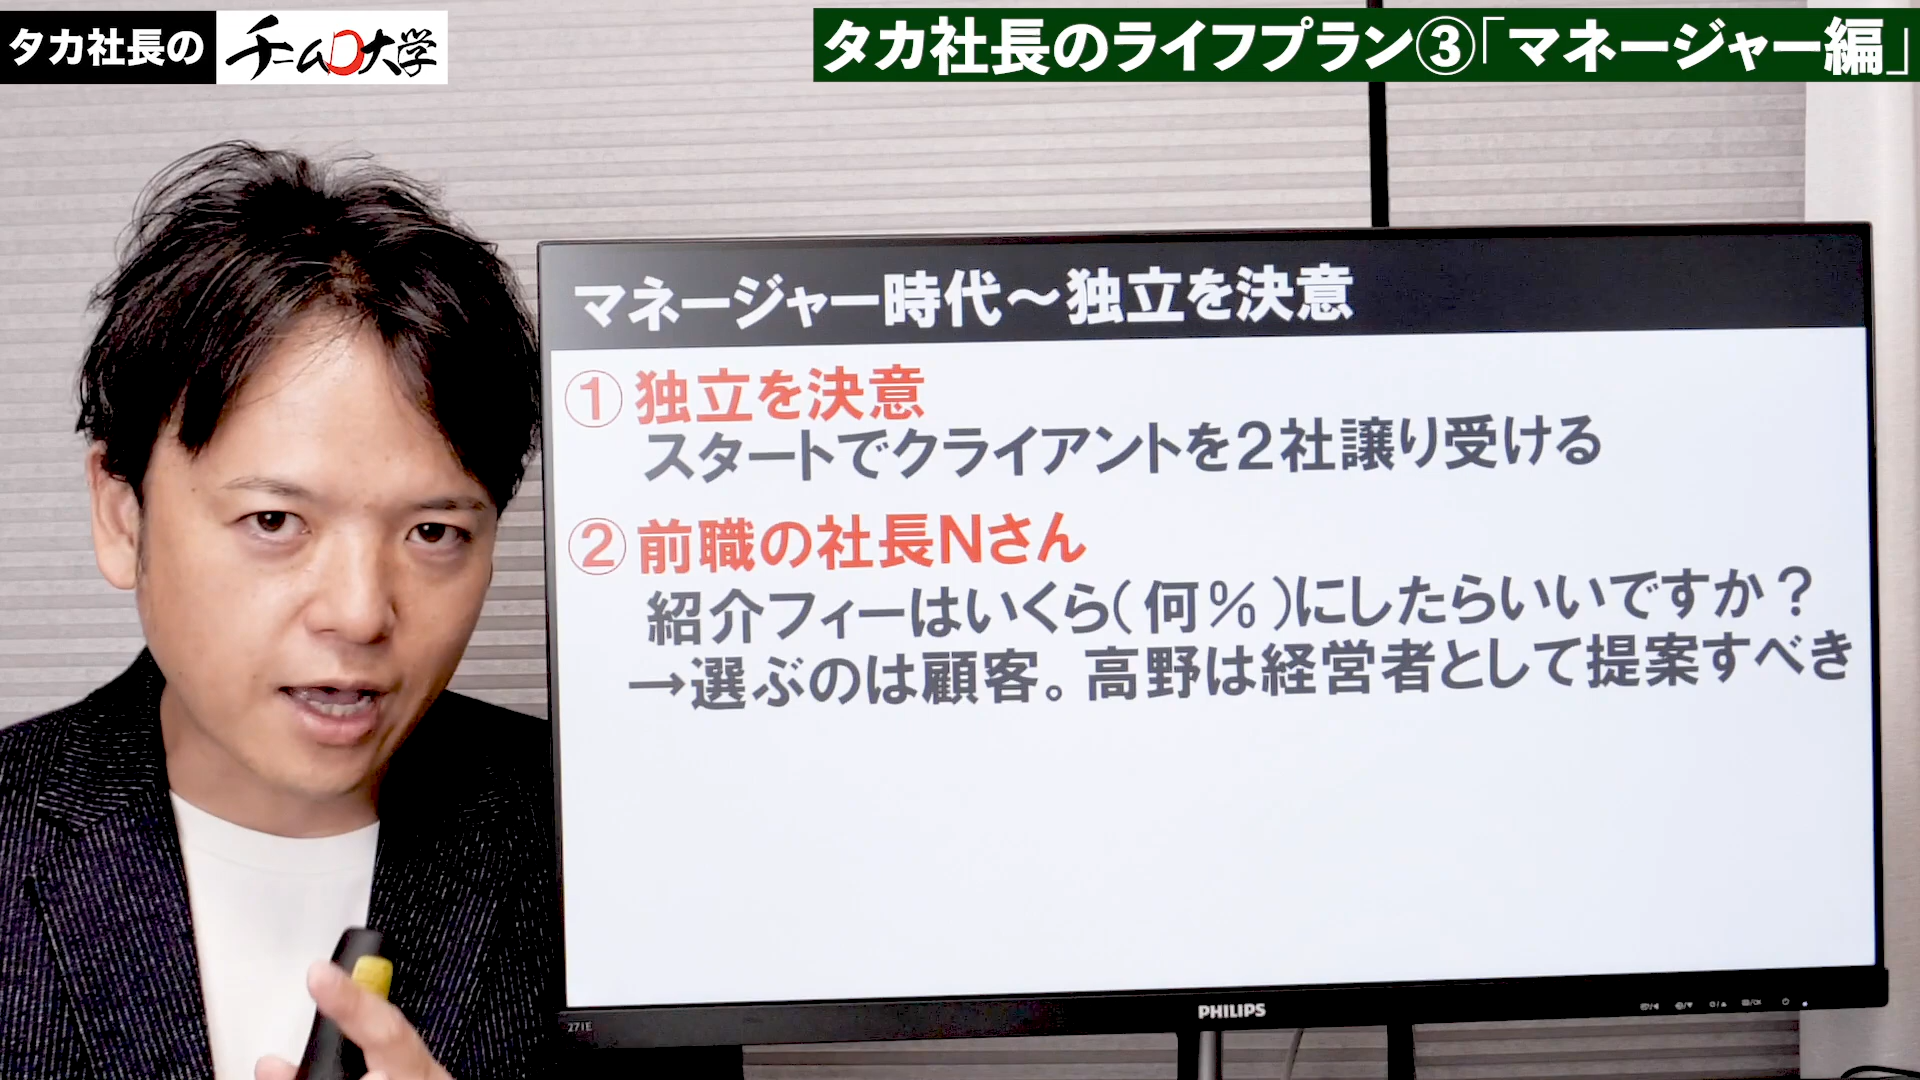 タカ社長の
チームD大学
タカ社長のライフプラン③「マネージャー編」
マネージャー時代～独立を決意
① 独立を決意
スタートでクライアントを2社譲り受ける
② 前職の社長Nさん
紹介フィーはいくら(何%)にしたらいいですか?
→選ぶのは顧客。高野は経営者として提案すべき
PHILIPS
271E